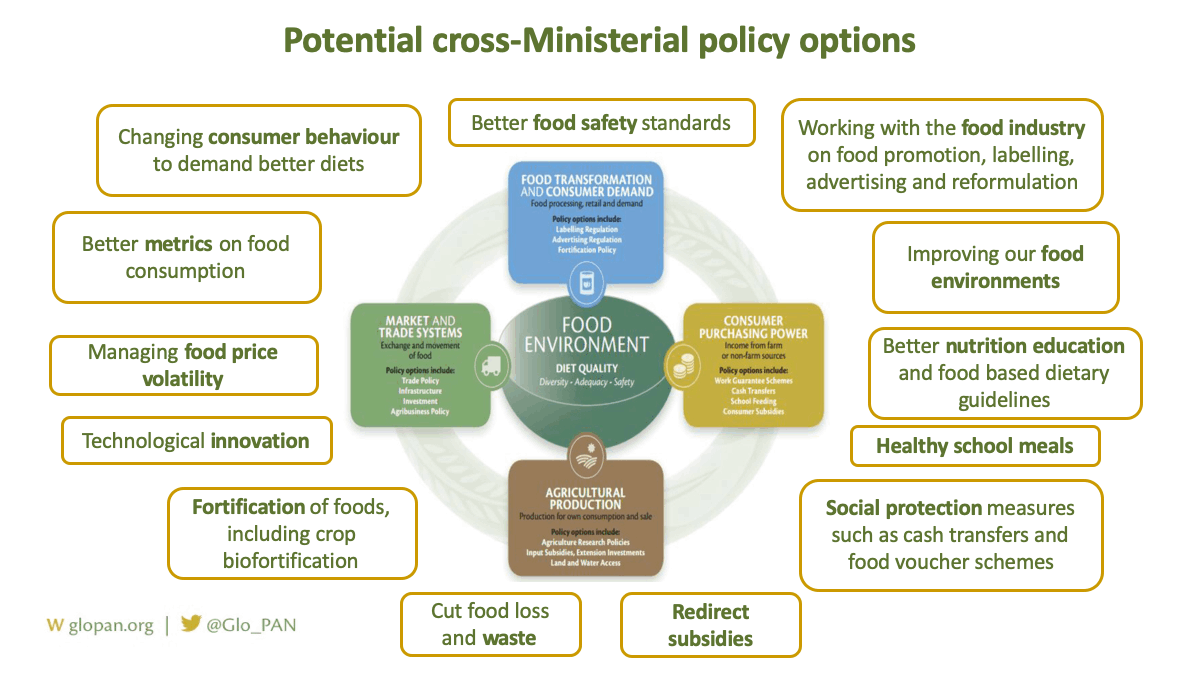 Potential cross-Ministerial policy options
Changing consumer behaviour
to demand better diets
Better food safety standards
Working with the food industry
on food promotion, labelling,
advertising and reformulation
Better metrics on food
consumption
Improving our food
environments
Managing food price
volatility
Better nutrition education
and food based dietary
guidelines
Technological innovation
Healthy school meals
Fortification of foods,
including crop
biofortification
Social protection measures
such as cash transfers and
food voucher schemes
Cut food loss
and waste
Redirect
subsidies
FOOD TRANSFORMATION
AND CONSUMER DEMAND
Food processing, retail and demand
Policy options include:
Labelling Regulation
Advertising Regulation
Fortification Policy
MARKET AND
TRADE SYSTEMS
Exchange and movement
of food
Policy options include:
Trade Policy
Infrastructure
Investment
Agribusiness Policy
FOOD
ENVIRONMENT
DIET QUALITY
Diversity • Adequacy • Safety
CONSUMER
PURCHASING POWER
Income from farm
or non-farm sources
Policy options include:
Work Guarantee Schemes
Cash Transfers
School Feeding
Consumer Subsidies
AGRICULTURAL
PRODUCTION
Production for own consumption and sale
Policy options include:
Agriculture Research Policies
Input Subsidies, Extension Investments
Land and Water Access
W glopan.org | @Glo_PAN